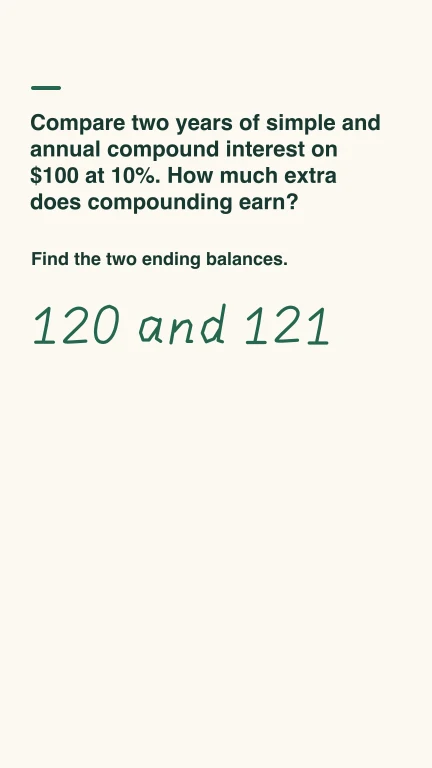 Compare two years of simple and
annual compound interest on
$100 at 10%. How much extra
does compounding earn?
Find the two ending balances.
120 and 121